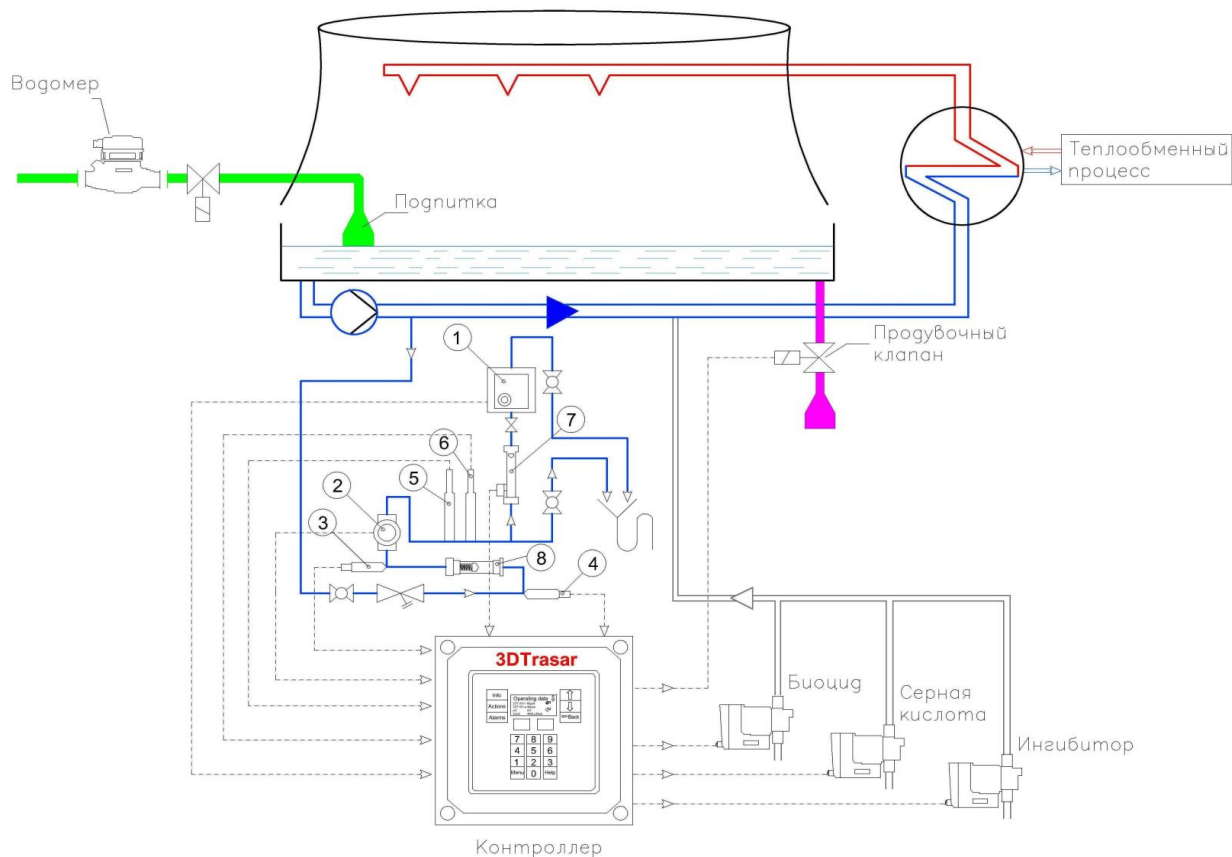 Водомер
Подпитка
Теплообменный
процесс
Продувочный
клапан
1
7
6
5
2
3
8
4
3DTrasar
Info
Actions
Alarms
Operating data
Back
7 8 9
4 5 6
1 2 3
Menu 0 Help
Биоцид
Серная
кислота
Ингибитор
Контроллер